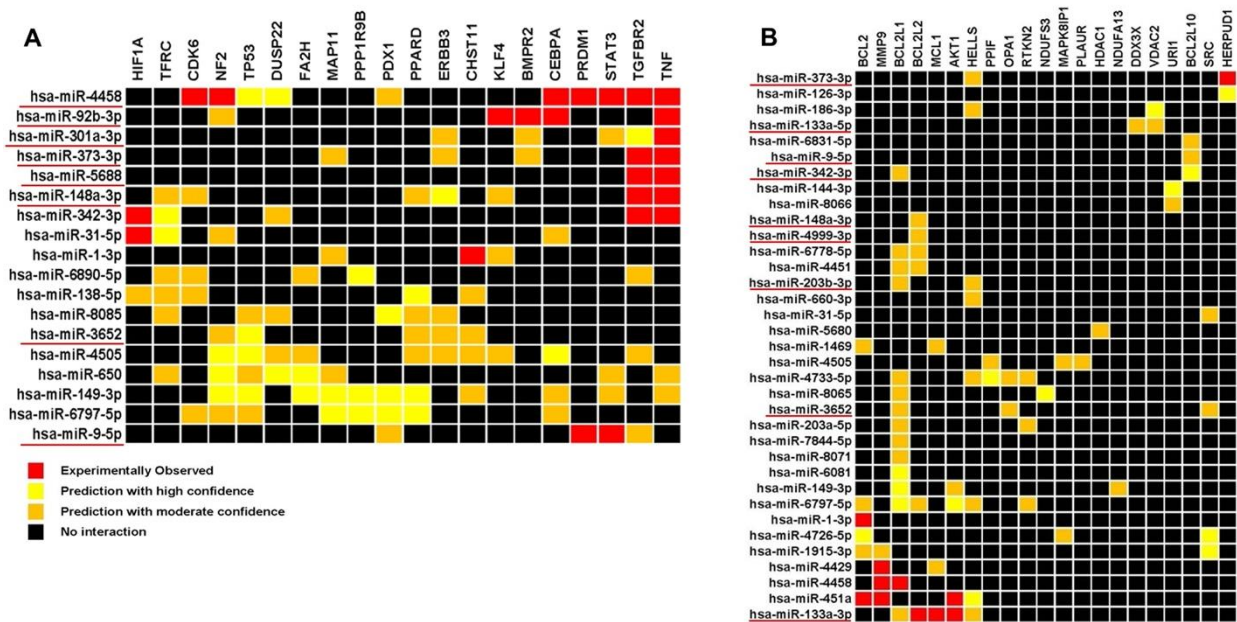 A
HIF1A
TFRC
CDK6
NF2
TP53
DUSP22
FA2H
MAP11
PPP1R9B
PDX1
PPARD
ERBB3
CHST11
KLF4
BMPR2
CEBPA
PRDM1
STAT3
TGFBR2
TNF
hsa-miR-4458
hsa-miR-92b-3p
hsa-miR-301a-3p
hsa-miR-373-3p
hsa-miR-5688
hsa-miR-148a-3p
hsa-miR-342-3p
hsa-miR-31-5p
hsa-miR-1-3p
hsa-miR-6890-5p
hsa-miR-138-5p
hsa-miR-8085
hsa-miR-3652
hsa-miR-4505
hsa-miR-650
hsa-miR-149-3p
hsa-miR-6797-5p
hsa-miR-9-5p
Experimentally Observed
Prediction with high confidence
Prediction with moderate confidence
No interaction
B
BCL2
MMP9
BCL2L1
BCL2L2
MCL1
AKT1
HELLS
PPIF
OPA1
RTKN2
NDUFS3
MAPK8IP1
PLAUR
HDAC1
NDUFA13
DDX3X
VDAC2
URI1
BCL2L10
SRC
HERPUD1
hsa-miR-373-3p
hsa-miR-126-3p
hsa-miR-186-3p
hsa-miR-133a-5p
hsa-miR-6831-5p
hsa-miR-9-5p
hsa-miR-342-3p
hsa-miR-144-3p
hsa-miR-8066
hsa-miR-148a-3p
hsa-miR-4999-3p
hsa-miR-6778-5p
hsa-miR-4451
hsa-miR-203b-3p
hsa-miR-660-3p
hsa-miR-31-5p
hsa-miR-5680
hsa-miR-1469
hsa-miR-4505
hsa-miR-4733-5p
hsa-miR-8065
hsa-miR-3652
hsa-miR-203a-5p
hsa-miR-7844-5p
hsa-miR-8071
hsa-miR-6081
hsa-miR-149-3p
hsa-miR-6797-5p
hsa-miR-1-3p
hsa-miR-4726-5p
hsa-miR-1915-3p
hsa-miR-4429
hsa-miR-4458
hsa-miR-451a
hsa-miR-133a-3p